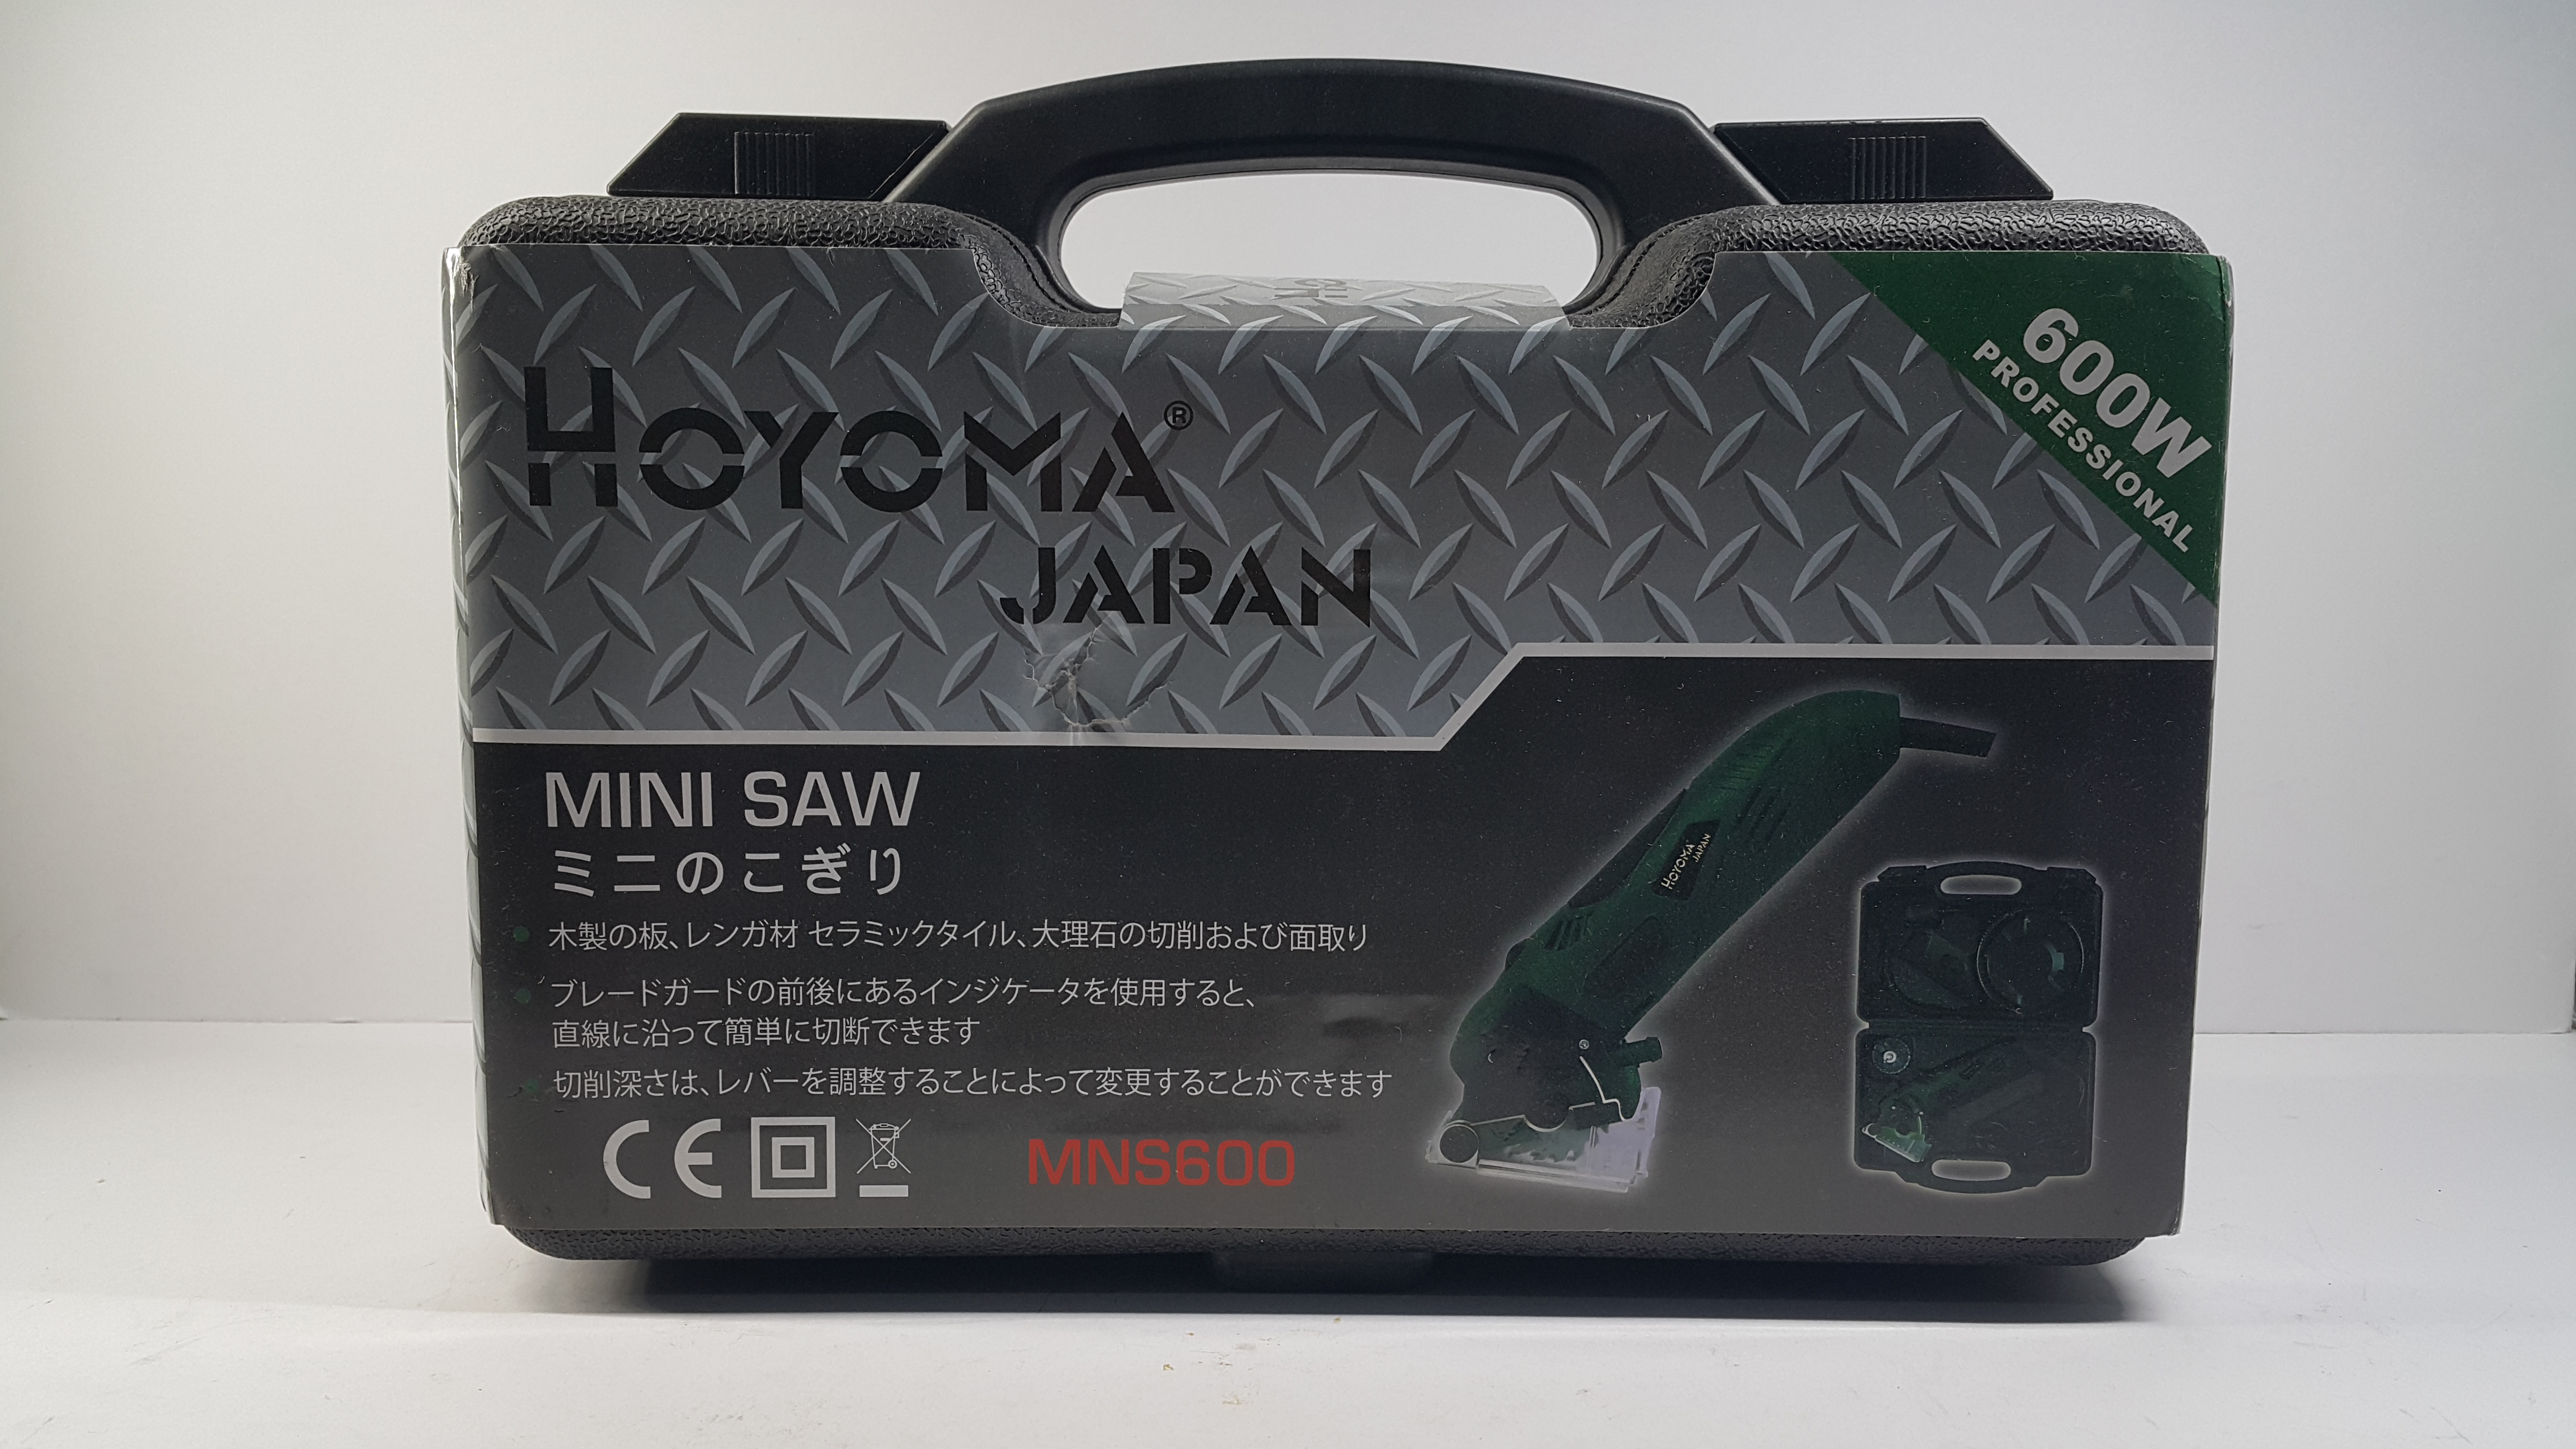 HOYOMA®
JAPAN
600W
PROFESSIONAL
MINI SAW
ミニのこぎり
木製の板、レンガ材 セラミックタイル、大理石の切削および面取り
ブレードガードの前後にあるインジケータを使用すると、
直線に沿って簡単に切断できます
切削深さは、レバーを調整することによって変更することができます
CE
MNS600
HOYOMA
JAPAN